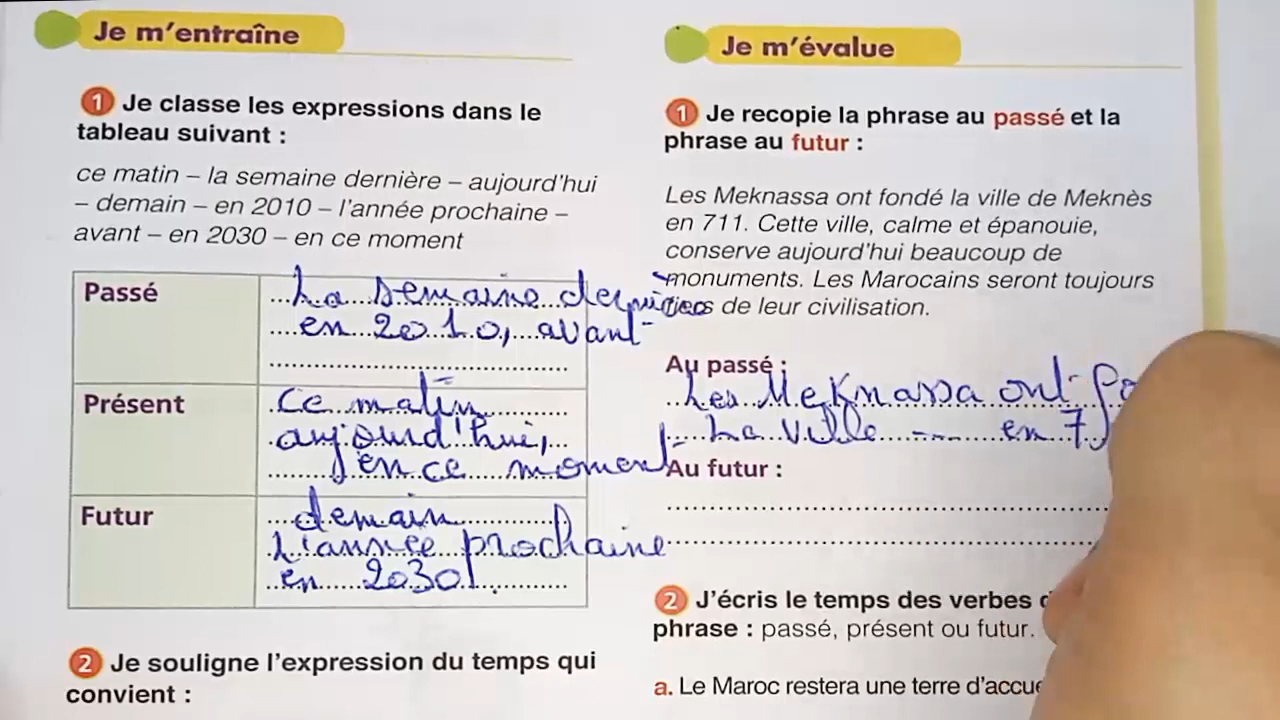 Je m'entraîne
1 Je classe les expressions dans le
tableau suivant :
ce matin – la semaine dernière – aujourd'hui
– demain – en 2010 – l'année prochaine –
avant – en 2030 – en ce moment
Passé
La semaine dernière
en 2010, avant
Présent
Ce matin
aujourd'hui,
en ce moment
Futur
demain
L'année prochaine
en 2030
2 Je souligne l'expression du temps qui
convient :
Je m'évalue
1 Je recopie la phrase au passé et la
phrase au futur :
Les Meknassa ont fondé la ville de Meknès
en 711. Cette ville, calme et épanouie,
conserve aujourd'hui beaucoup de
monuments. Les Marocains seront toujours
de leur civilisation.
Au passé :
Les Meknassa ont fo
La ville ---- en 7
Au futur :
2 J'écris le temps des verbes d
phrase : passé, présent ou futur.
a. Le Maroc restera une terre d'accue